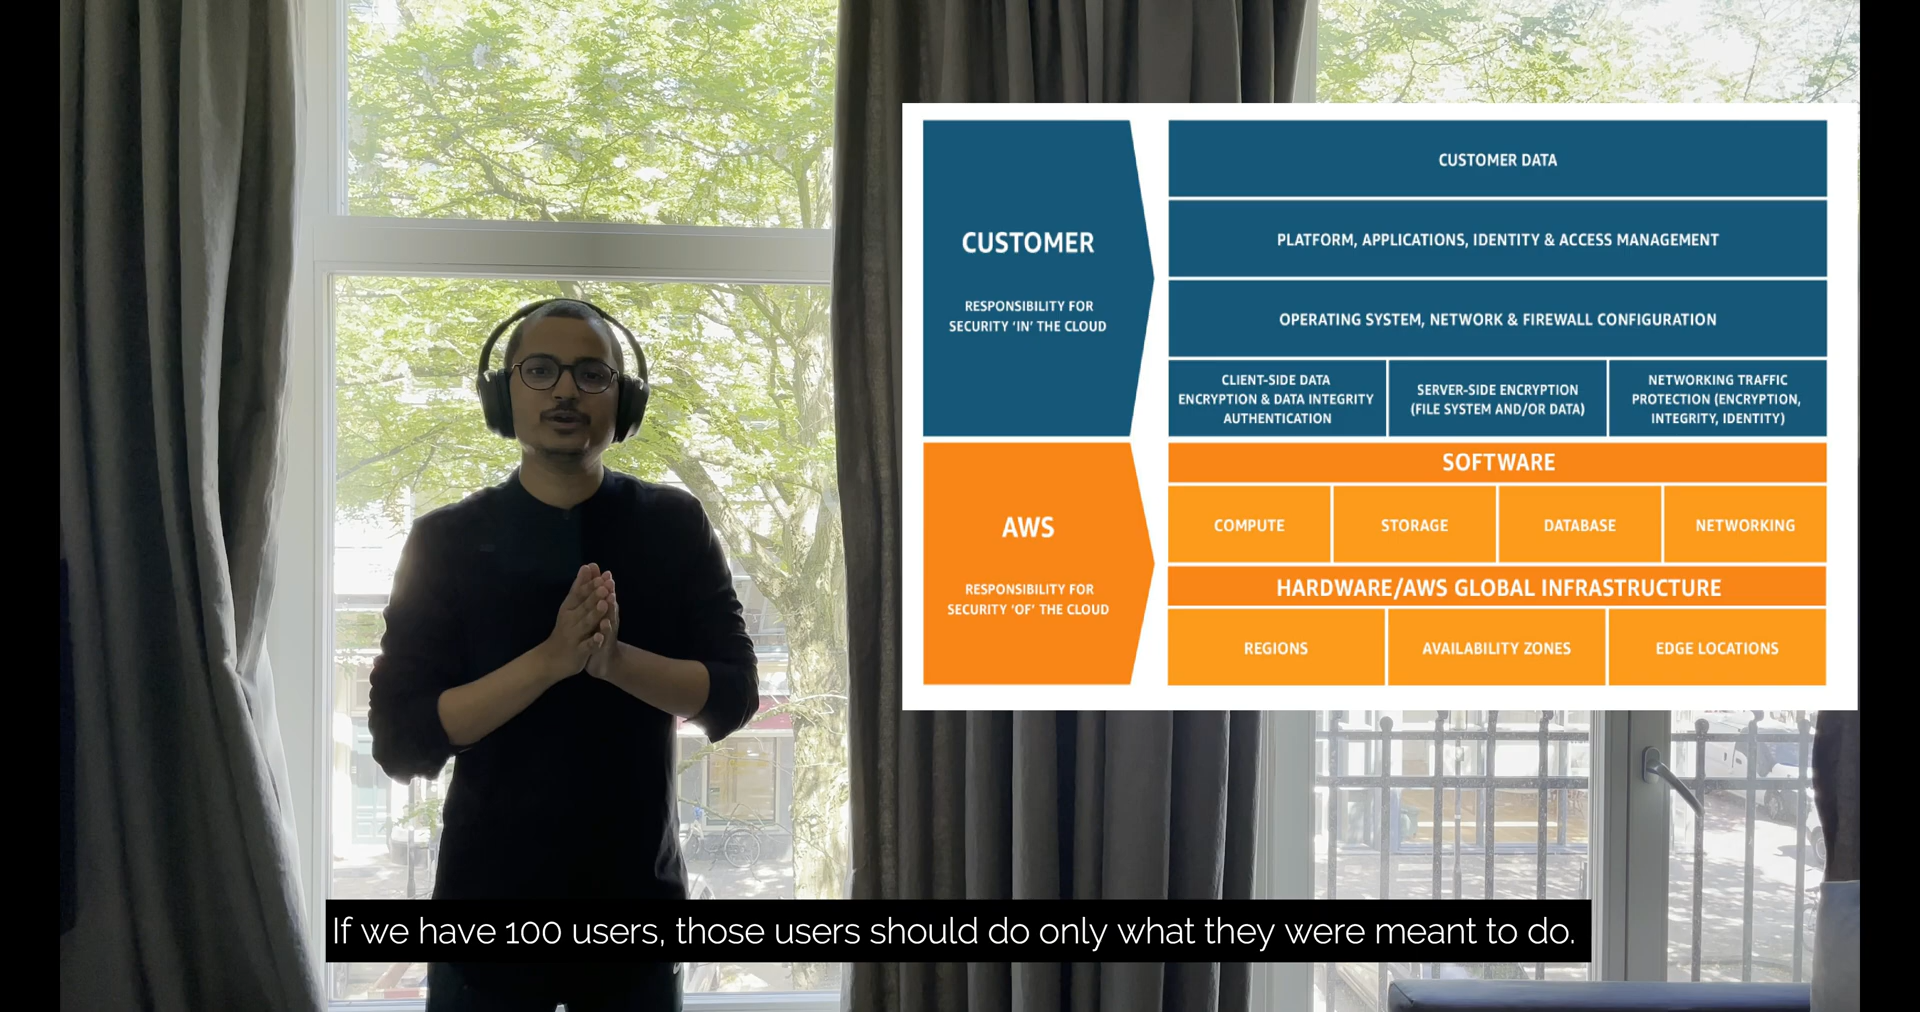 CUSTOMER
RESPONSIBILITY FOR
SECURITY ‘IN’ THE CLOUD
CUSTOMER DATA
PLATFORM, APPLICATIONS, IDENTITY & ACCESS MANAGEMENT
OPERATING SYSTEM, NETWORK & FIREWALL CONFIGURATION
CLIENT-SIDE DATA
ENCRYPTION & DATA INTEGRITY
AUTHENTICATION
SERVER-SIDE ENCRYPTION
(FILE SYSTEM AND/OR DATA)
NETWORKING TRAFFIC
PROTECTION (ENCRYPTION,
INTEGRITY, IDENTITY)
AWS
RESPONSIBILITY FOR
SECURITY ‘OF’ THE CLOUD
SOFTWARE
COMPUTE
STORAGE
DATABASE
NETWORKING
HARDWARE/AWS GLOBAL INFRASTRUCTURE
REGIONS
AVAILABILITY ZONES
EDGE LOCATIONS
If we have 100 users, those users should do only what they were meant to do.